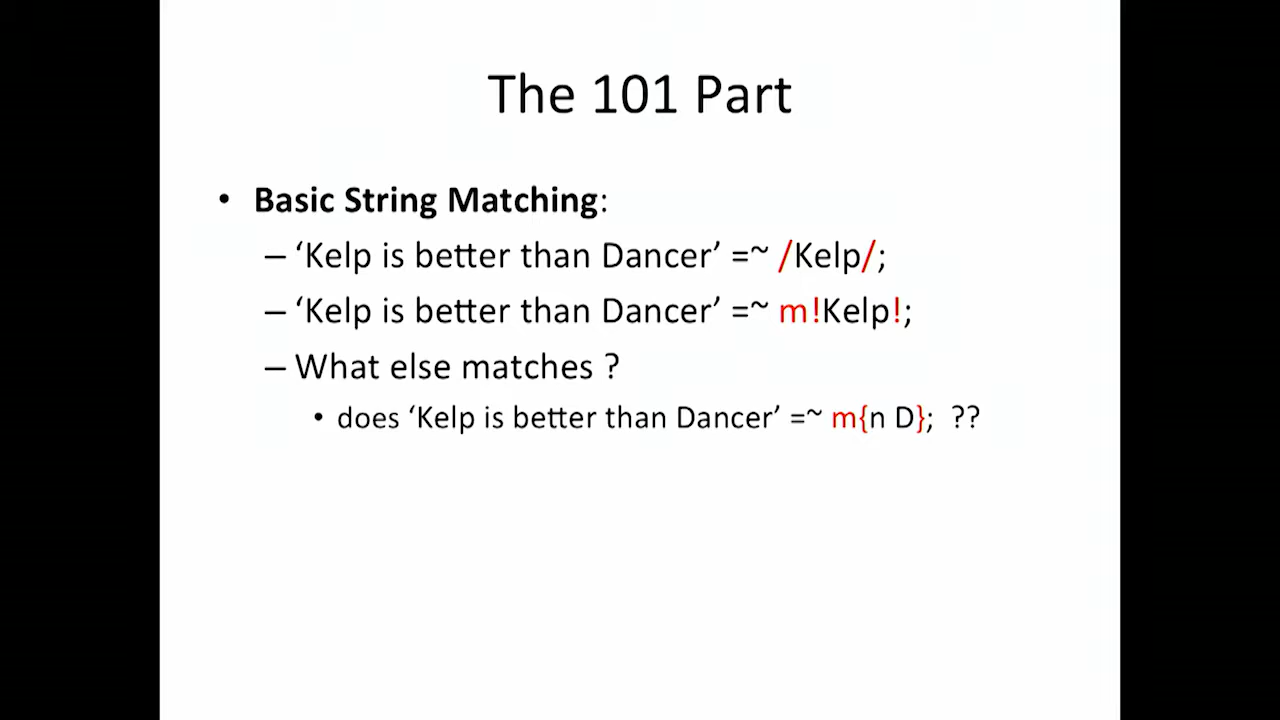 The 101 Part
• Basic String Matching:
– ‘Kelp is better than Dancer’ =~ /Kelp/;
– ‘Kelp is better than Dancer’ =~ m!Kelp!;
– What else matches ?
• does ‘Kelp is better than Dancer’ =~ m{n D}; ??